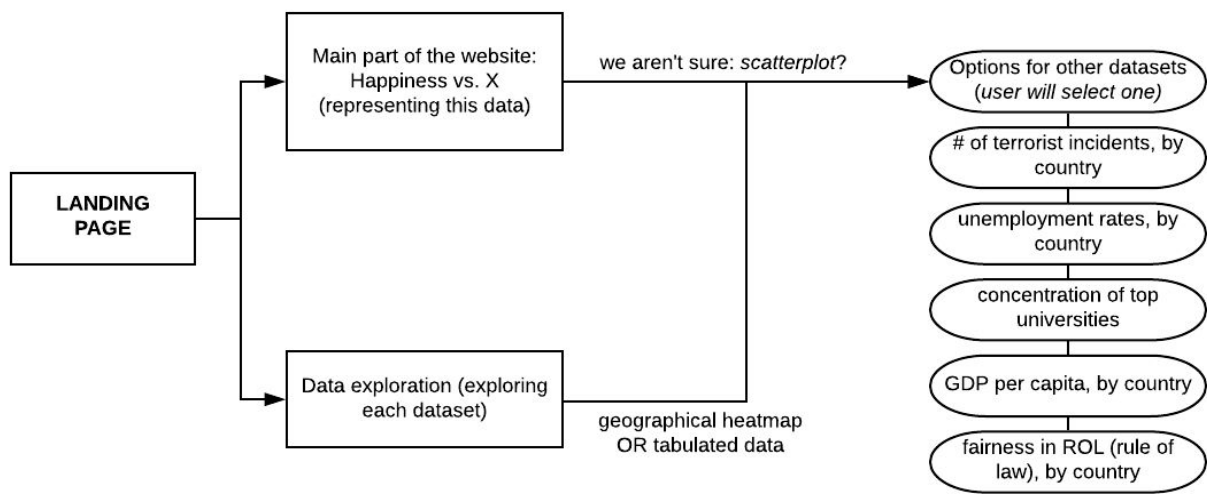 LANDING
PAGE
Main part of the website:
Happiness vs. X
(representing this data)
we aren't sure: scatterplot?
Data exploration (exploring
each dataset)
geographical heatmap
OR tabulated data
Options for other datasets
(user will select one)
# of terrorist incidents, by
country
unemployment rates, by
country
concentration of top
universities
GDP per capita, by country
fairness in ROL (rule of
law), by country